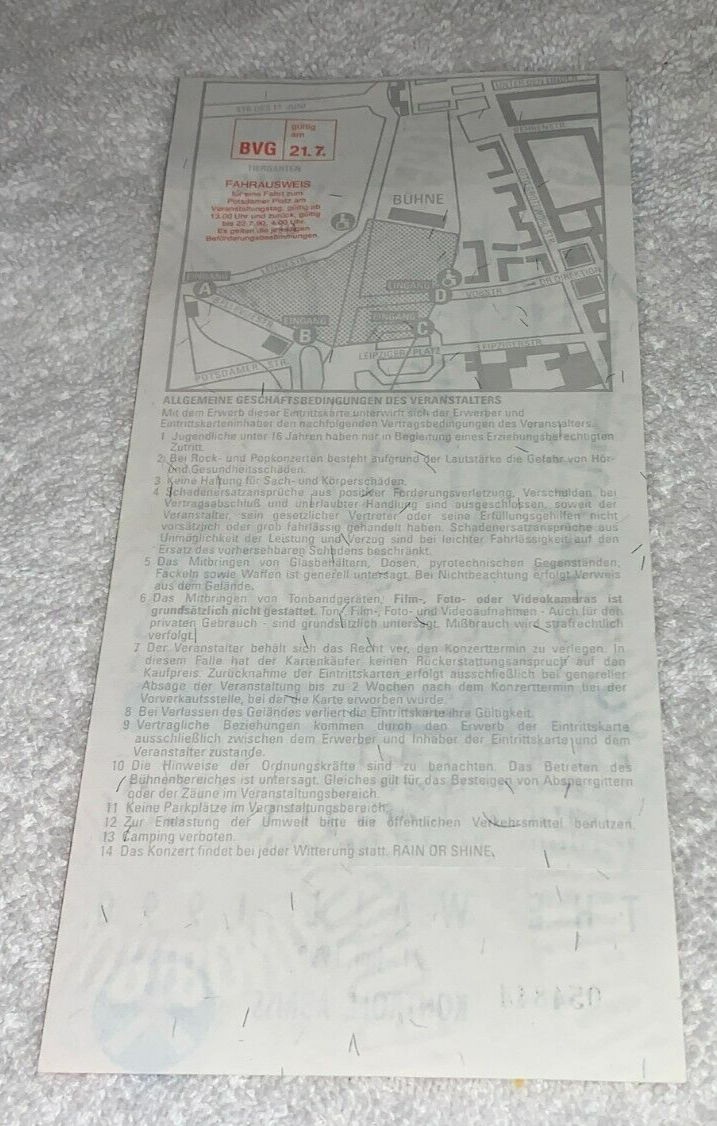 STR DES 17 JUNI
UNTER DEN LINDEN
BEHRENSTR.
BVG
gültig
am
21.7.
TIERGARTEN
FAHRAUSWEIS
für eine Fahrt zum
Potsdamer Platz am
Veranstaltungstag, gültig ab
13.00 Uhr und zurück, gültig
bis 22.7.90, 4.00 Uhr.
Es gelten die jeweiligen
Beförderungsbestimmungen.
BÜHNE
EINGANG
A
LENNESTR
BELLEVUESTR.
EINGANG
B
EINGANG
D
VOßSTR
DB DIREKTION
EINGANG
C
POTSDAMER STR.
LEIPZIGER PLATZ
LEIPZIGERSTR.
ALLGEMEINE GESCHÄFTSBEDINGUNGEN DES VERANSTALTERS
Mit dem Erwerb dieser Eintrittskarte unterwirft sich der Erwerber und
Eintrittskarteninhaber den nachfolgenden Vertragsbedingungen des Veranstalters.
1 Jugendliche unter 16 Jahren haben nur in Begleitung eines Erziehungsberechtigten
Zutritt.
2 Bei Rock- und Popkonzerten besteht aufgrund der Lautstärke die Gefahr von Hör-
und Gesundheitsschäden.
3 Keine Haftung für Sach- und Körperschäden.
4 Schadenersatzansprüche aus positiver Forderungsverletzung, Verschulden bei
Vertragsabschluß und unerlaubter Handlung sind ausgeschlossen, soweit der
Veranstalter, sein gesetzlicher Vertreter oder seine Erfüllungsgehilfen nicht
vorsätzlich oder grob fahrlässig gehandelt haben. Schadenersatzansprüche aus
Unmöglichkeit der Leistung und Verzug sind bei leichter Fahrlässigkeit auf den
Ersatz des vorhersehbaren Schadens beschränkt.
5 Das Mitbringen von Glasbehältern, Dosen, pyrotechnischen Gegenständen,
Fackeln sowie Waffen ist generell untersagt. Bei Nichtbeachtung erfolgt Verweis
aus dem Gelände.
6 Das Mitbringen von Tonbandgeräten, Film-, Foto- oder Videokameras ist
grundsätzlich nicht gestattet. Ton-, Film-, Foto- und Videoaufnahmen - Auch für den
privaten Gebrauch - sind grundsätzlich untersagt. Mißbrauch wird strafrechtlich
verfolgt.
7 Der Veranstalter behält sich das Recht vor, den Konzerttermin zu verlegen. In
diesem Falle hat der Kartenkäufer keinen Rückerstattungsanspruch auf den
Kaufpreis. Zurücknahme der Eintrittskarten erfolgt ausschließlich bei genereller
Absage der Veranstaltung bis zu 2 Wochen nach dem Konzerttermin bei der
Vorverkaufsstelle, bei der die Karte erworben wurde.
8 Bei Verlassen des Geländes verliert die Eintrittskarte ihre Gültigkeit.
9 Vertragliche Beziehungen kommen durch den Erwerb der Eintrittskarte
ausschließlich zwischen dem Erwerber und Inhaber der Eintrittskarte und dem
Veranstalter zustande.
10 Die Hinweise der Ordnungskräfte sind zu beachten. Das Betreten des
Bühnenbereiches ist untersagt. Gleiches gilt für das Besteigen von Absperrgittern
oder der Zäune im Veranstaltungsbereich.
11 Keine Parkplätze im Veranstaltungsbereich
12 Zur Entlastung der Umwelt bitte die öffentlichen Verkehrsmittel benutzen.
13 Camping verboten.
14 Das Konzert findet bei jeder Witterung statt. RAIN OR SHINE.